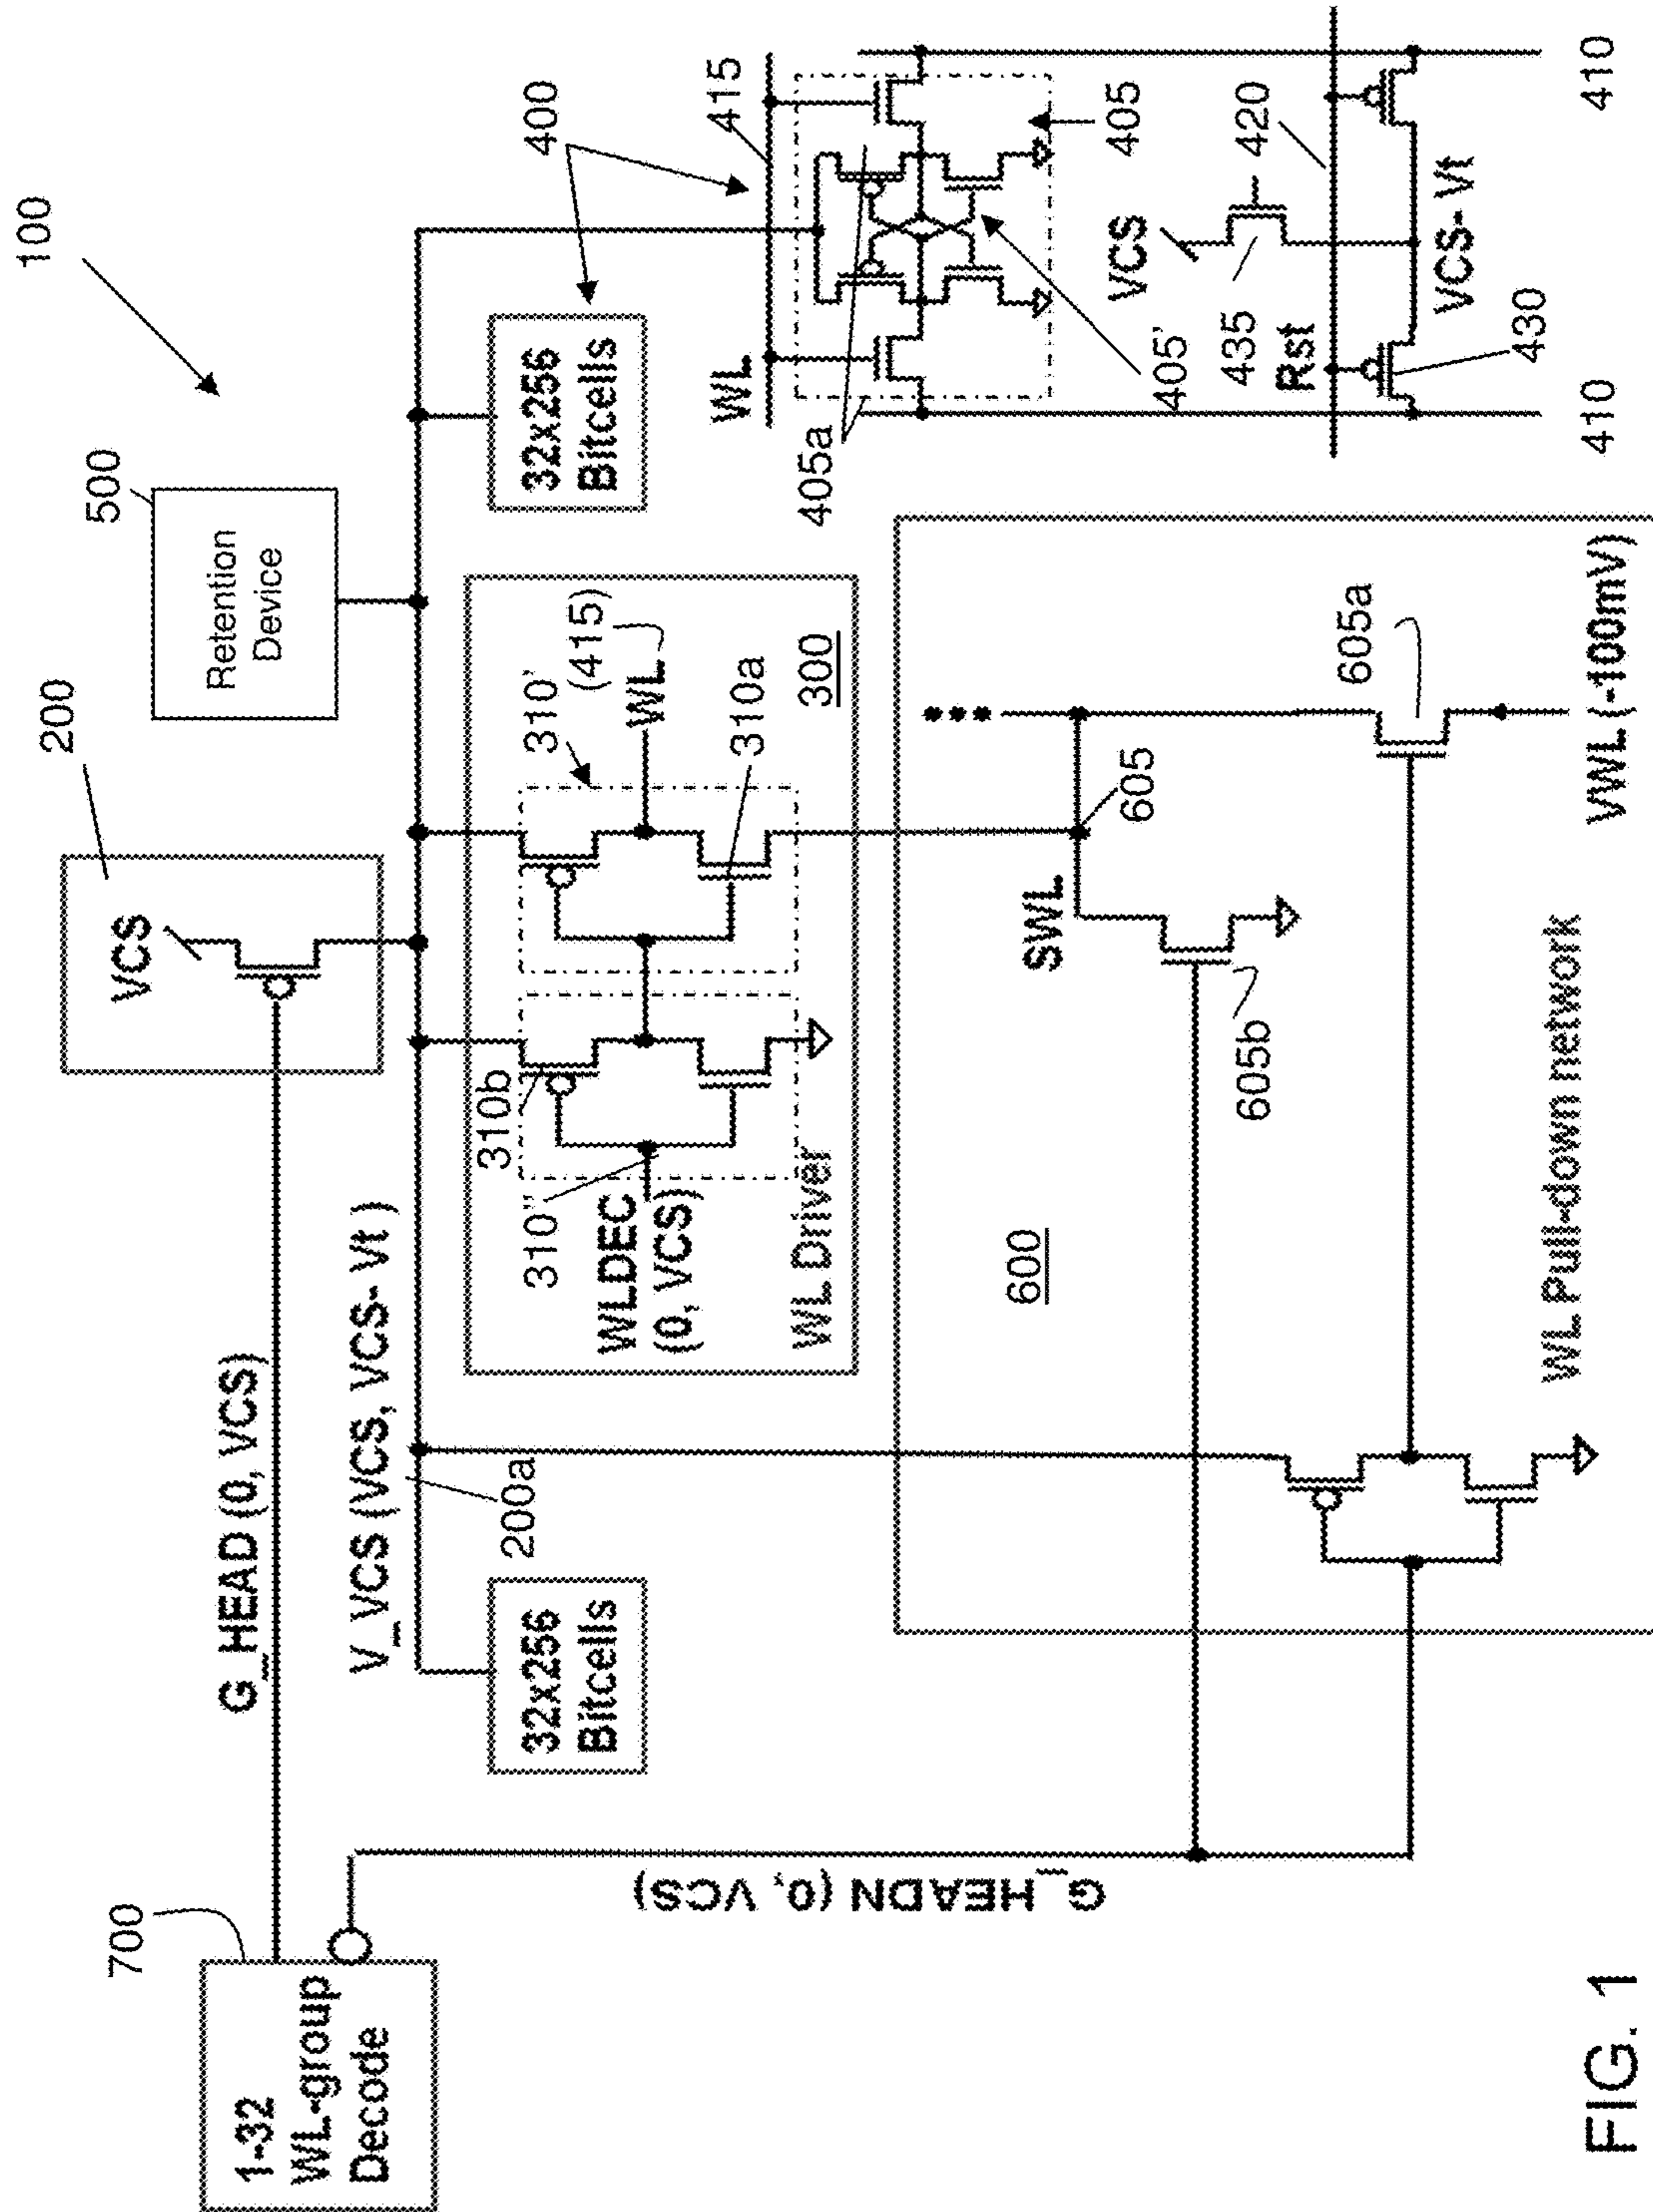 100
200
500
Retention
Device
VCS
G_HEAD (0, VCS)
V_VCS (VCS, VCS- Vt )
200a
700
1-32
WL-group
Decode
32x256
Bitcells
32x256
Bitcells
400
310b
310'
310"
WLDEC
(0, VCS)
WL Driver
(415)
WL
310a
300
WL
415
405a
405
405'
VCS
435
420
Rst
VCS- Vt
430
410
410
G_HEADN (0, VCS)
600
SWL
605
605b
605a
VWL (-100mV)
WL Pull-down network
FIG. 1